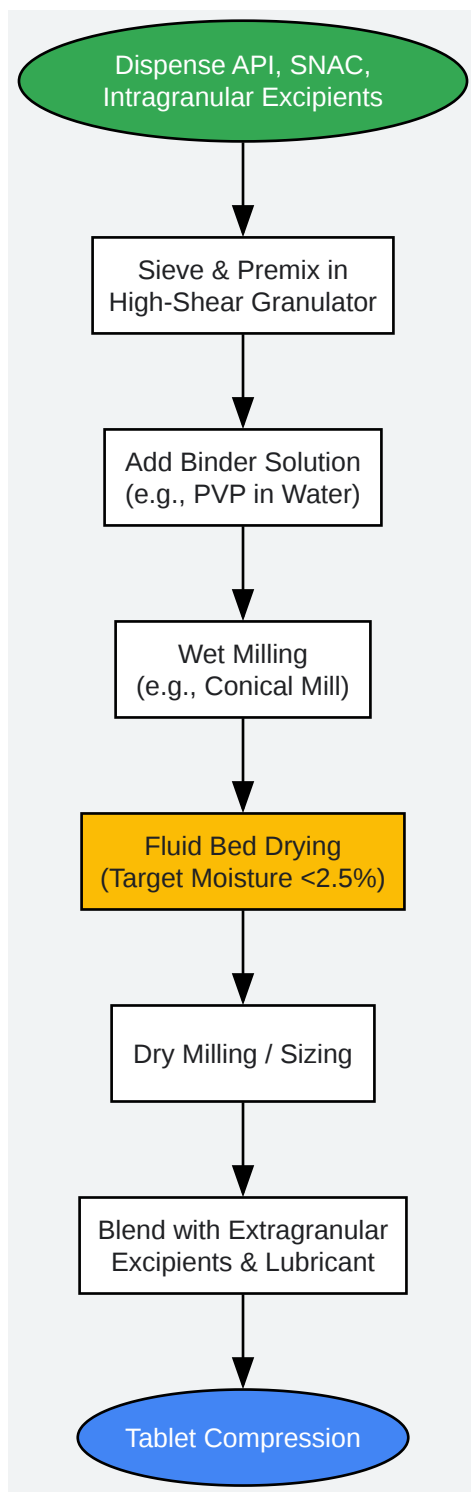 Dispense API, SNAC,
Intragranular Excipients
Sieve & Premix in
High-Shear Granulator
Add Binder Solution
(e.g., PVP in Water)
Wet Milling
(e.g., Conical Mill)
Fluid Bed Drying
(Target Moisture <2.5%)
Dry Milling / Sizing
Blend with Extragranular
Excipients & Lubricant
Tablet Compression